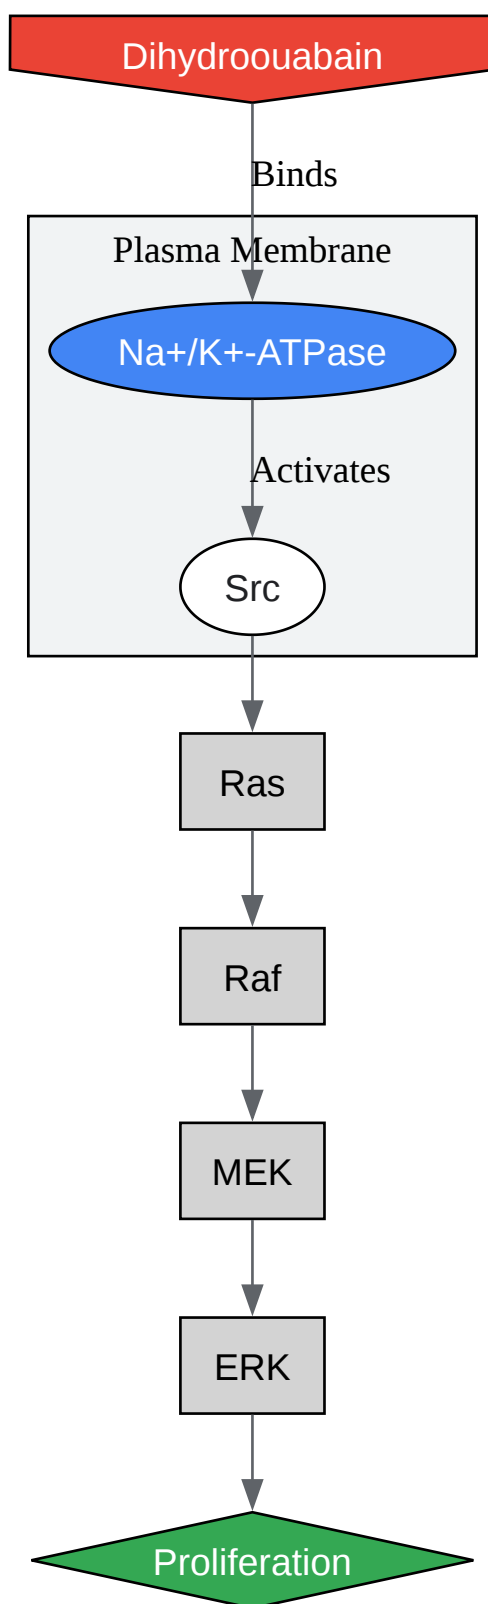 Dihydroouabain
Binds
Plasma Membrane
Na+/K+-ATPase
Activates
Src
Ras
Raf
MEK
ERK
Proliferation